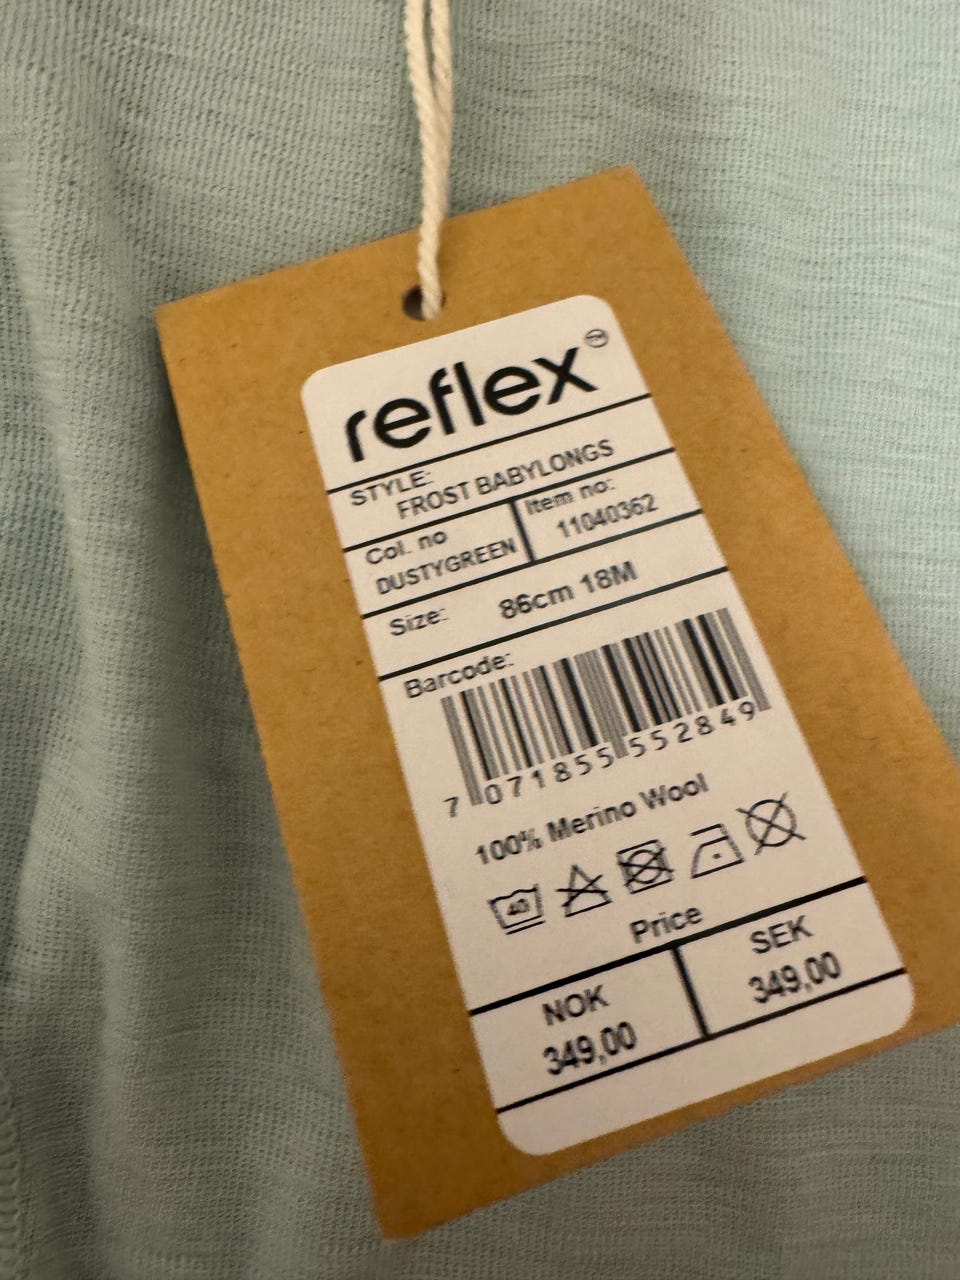 reflex™
STYLE:
FROST BABYLONGS
Col. no
DUSTYGREEN
Item no:
11040362
Size: 86cm 18M
Barcode:
7 071855 552849
100% Merino Wool
40
Price
NOK
349,00
SEK
349,00